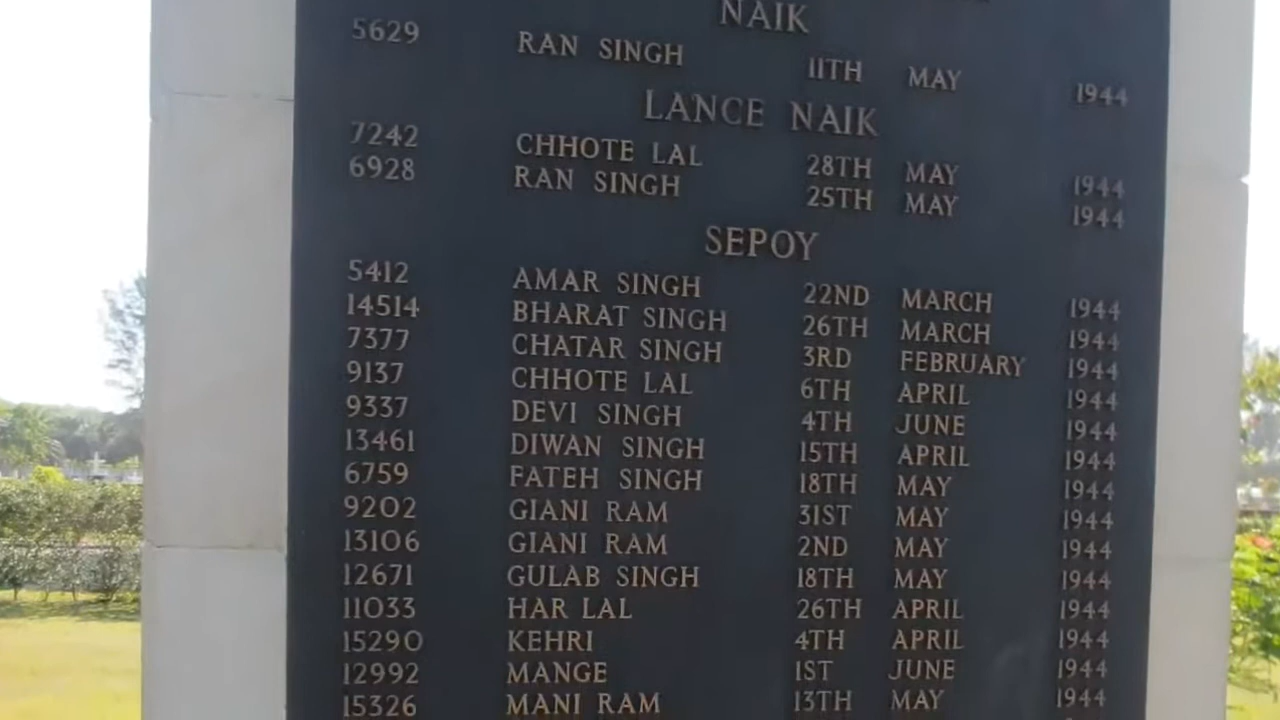 NAIK
5629 RAN SINGH 11TH MAY 1944
LANCE NAIK
7242 CHHOTE LAL 28TH MAY 1944
6928 RAN SINGH 25TH MAY 1944
SEPOY
5412 AMAR SINGH 22ND MARCH 1944
14514 BHARAT SINGH 26TH MARCH 1944
7377 CHATAR SINGH 3RD FEBRUARY 1944
9137 CHHOTE LAL 6TH APRIL 1944
9337 DEVI SINGH 4TH JUNE 1944
13461 DIWAN SINGH 15TH APRIL 1944
6759 FATEH SINGH 18TH MAY 1944
9202 GIANI RAM 31ST MAY 1944
13106 GIANI RAM 2ND MAY 1944
12671 GULAB SINGH 18TH MAY 1944
11033 HAR LAL 26TH APRIL 1944
15290 KEHRI 4TH APRIL 1944
12992 MANGE 1ST JUNE 1944
15326 MANI RAM 13TH MAY 1944